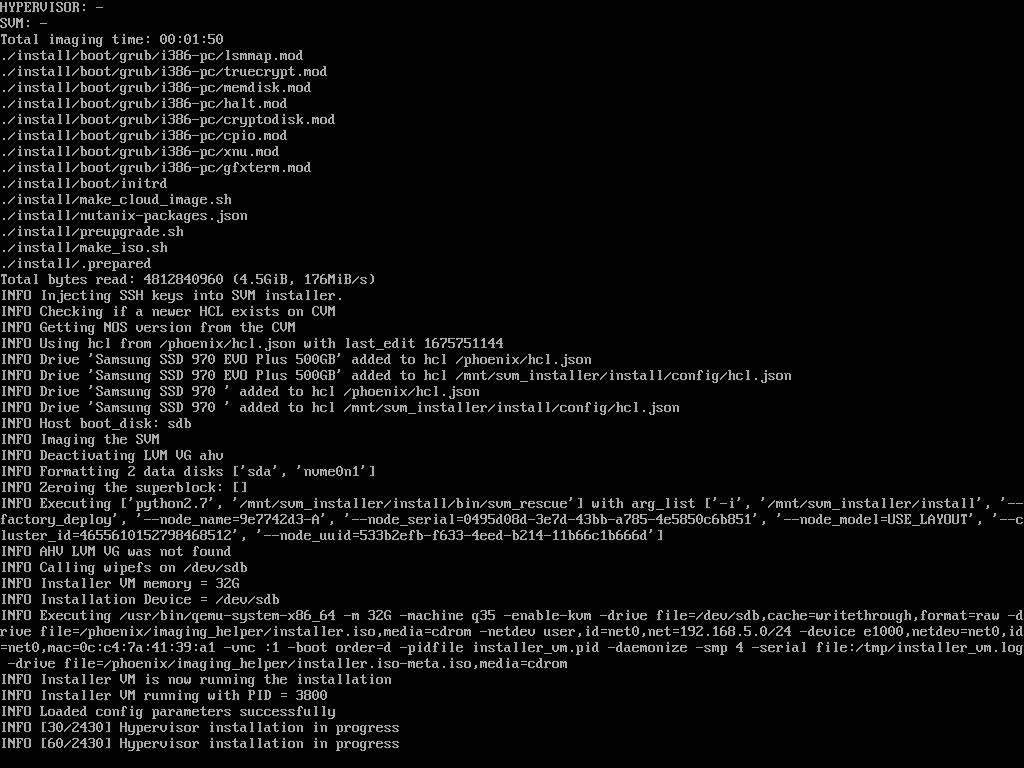 HYPERVISOR: -
SVM: -
Total imaging time: 00:01:50
./install/boot/grub/i386-pc/lsmmap.mod
./install/boot/grub/i386-pc/truecrypt.mod
./install/boot/grub/i386-pc/memdisk.mod
./install/boot/grub/i386-pc/halt.mod
./install/boot/grub/i386-pc/cryptodisk.mod
./install/boot/grub/i386-pc/cpio.mod
./install/boot/grub/i386-pc/xnu.mod
./install/boot/grub/i386-pc/gfxterm.mod
./install/boot/initrd
./install/make_cloud_image.sh
./install/nutanix-packages.json
./install/preupgrade.sh
./install/make_iso.sh
./install/.prepared
Total bytes read: 4812840960 (4.5GiB, 176MiB/s)
INFO Injecting SSH keys into SVM installer.
INFO Checking if a newer HCL exists on CVM
INFO Getting NOS version from the CVM
INFO Using hcl from /phoenix/hcl.json with last_edit 1675751144
INFO Drive 'Samsung SSD 970 EVO Plus 500GB' added to hcl /phoenix/hcl.json
INFO Drive 'Samsung SSD 970 EVO Plus 500GB' added to hcl /mnt/svm_installer/install/config/hcl.json
INFO Drive 'Samsung SSD 970 ' added to hcl /phoenix/hcl.json
INFO Drive 'Samsung SSD 970 ' added to hcl /mnt/svm_installer/install/config/hcl.json
INFO Host boot_disk: sdb
INFO Imaging the SVM
INFO Deactivating LVM VG ahv
INFO Formatting 2 data disks ['sda', 'nvme0n1']
INFO Zeroing the superblock: []
INFO Executing ['python2.7', '/mnt/svm_installer/install/bin/svm_rescue'] with arg_list ['-i', '/mnt/svm_installer/install', '--
factory_deploy', '--node_name=9e7742d3-A', '--node_serial=0495d08d-3e7d-43bb-a785-4e5850c6b851', '--node_model=USE_LAYOUT', '--c
luster_id=4655610152798468512', '--node_uuid=533b2efb-f633-4eed-b214-11b66c1b666d']
INFO AHV LVM VG was not found
INFO Calling wipefs on /dev/sdb
INFO Installer VM memory = 32G
INFO Installation Device = /dev/sdb
INFO Executing /usr/bin/qemu-system-x86_64 -m 32G -machine q35 -enable-kvm -drive file=/dev/sdb,cache=writethrough,format=raw -d
rive file=/phoenix/imaging_helper/installer.iso,media=cdrom -netdev user,id=net0,net=192.168.5.0/24 -device e1000,netdev=net0,id
=net0,mac=0c:c4:7a:41:39:a1 -vnc :1 -boot order=d -pidfile installer_vm.pid -daemonize -smp 4 -serial file:/tmp/installer_vm.log
 -drive file=/phoenix/imaging_helper/installer.iso-meta.iso,media=cdrom
INFO Installer VM is now running the installation
INFO Installer VM running with PID = 3800
INFO Loaded config parameters successfully
INFO [30/2430] Hypervisor installation in progress
INFO [60/2430] Hypervisor installation in progress